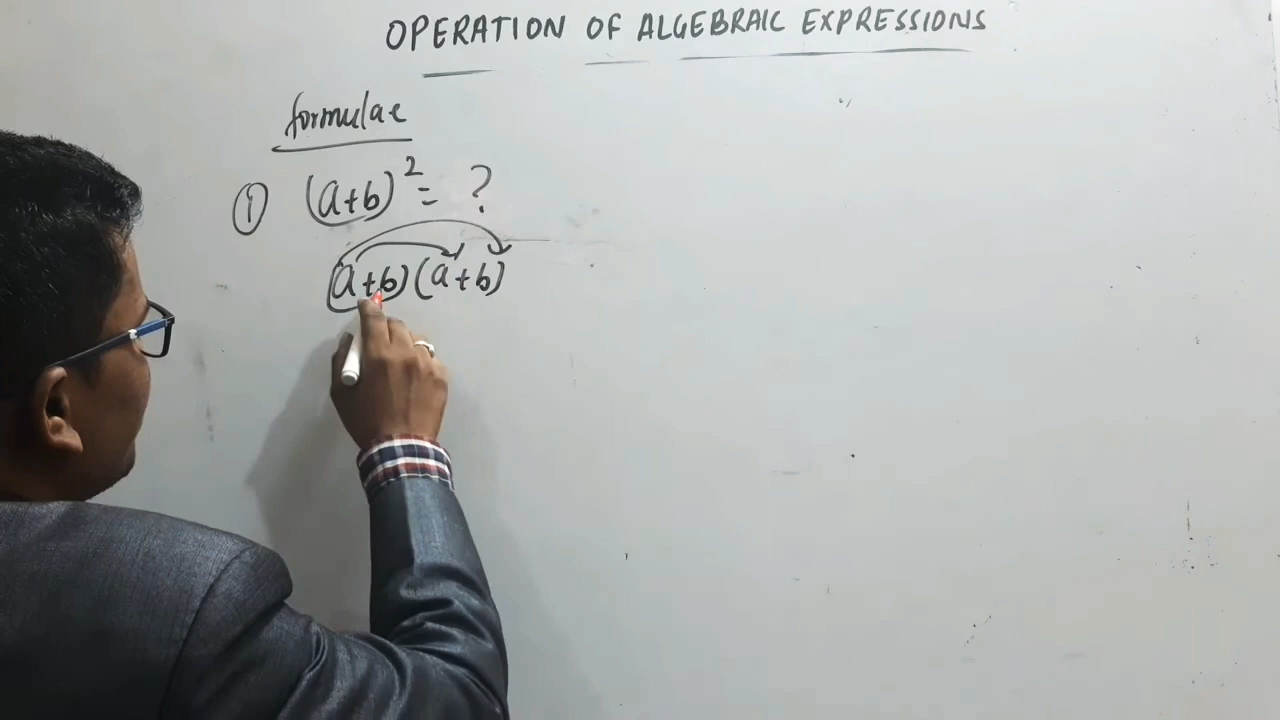 OPERATION OF ALGEBRAIC EXPRESSIONS
formulae
① (a+b)² = ?
(a+b)(a+b)